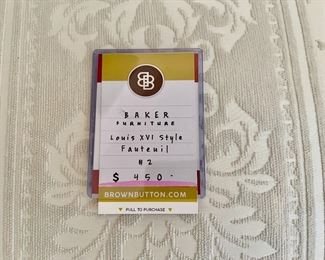 BB
BAKER
FURNITURE
Louis XVI Style
Fauteuil
#2
$ 450-
BROWNBUTTON.COM
▼ PULL TO PURCHASE ▼